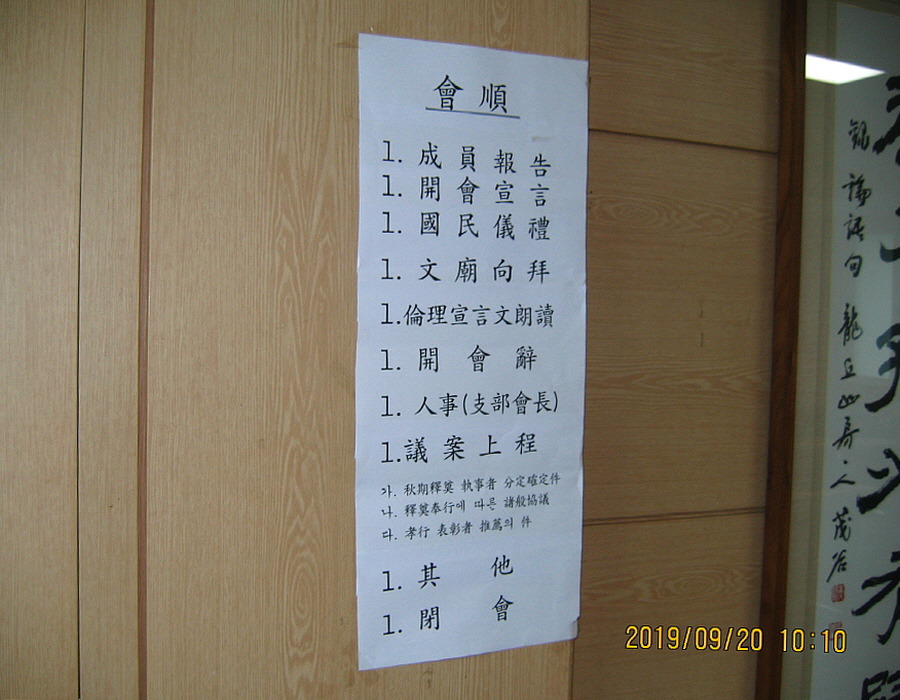 會順
1. 成員報告
1. 開會宣言
1. 國民儀禮
1. 文廟向拜
1.倫理宣言文朗讀
1. 開會辭
1. 人事(支部會長)
1.議案上程
가. 秋期釋奠 執事者 分定確定件
나. 釋奠奉行에 따른 諸般協議
다. 孝行 表彰者 推薦의 件
1. 其他
1. 閉會
論語句 龍
2019/09/20 10:10